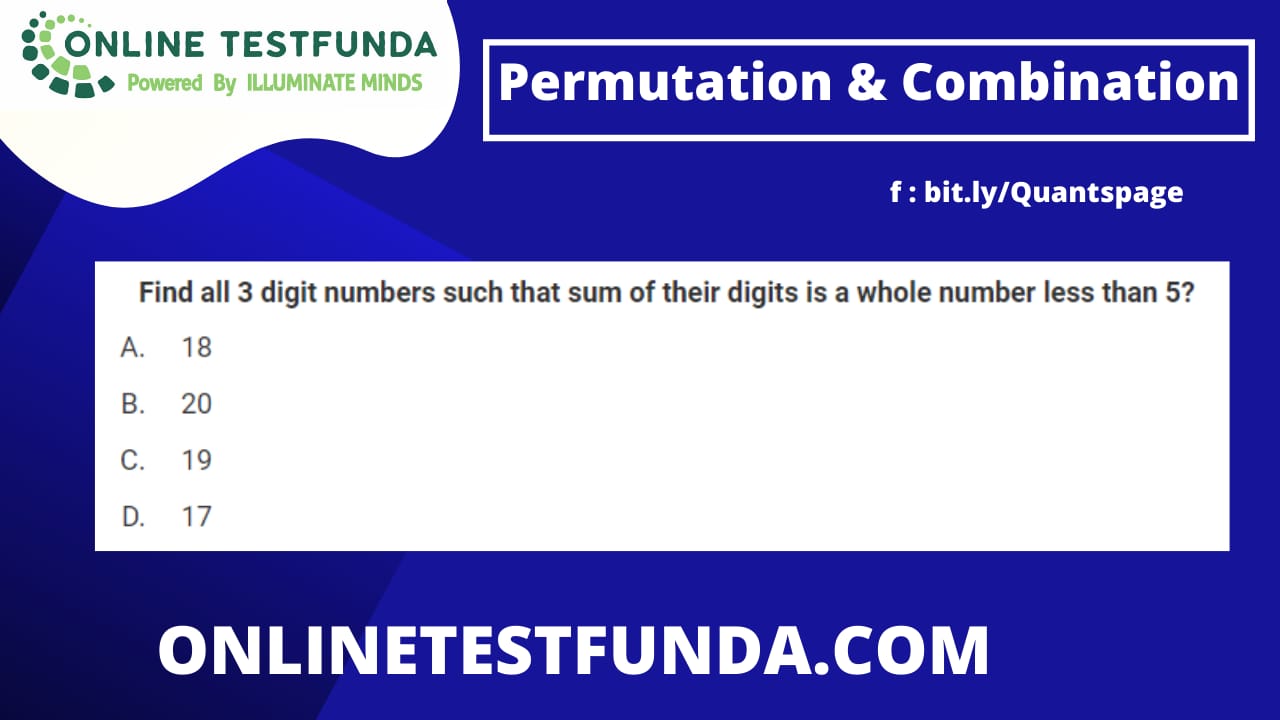 ONLINE TESTFUNDA
Powered By ILLUMINATE MINDS
Permutation & Combination
f : bit.ly/Quantspage
Find all 3 digit numbers such that sum of their digits is a whole number less than 5?
A. 18
B. 20
C. 19
D. 17
ONLINETESTFUNDA.COM